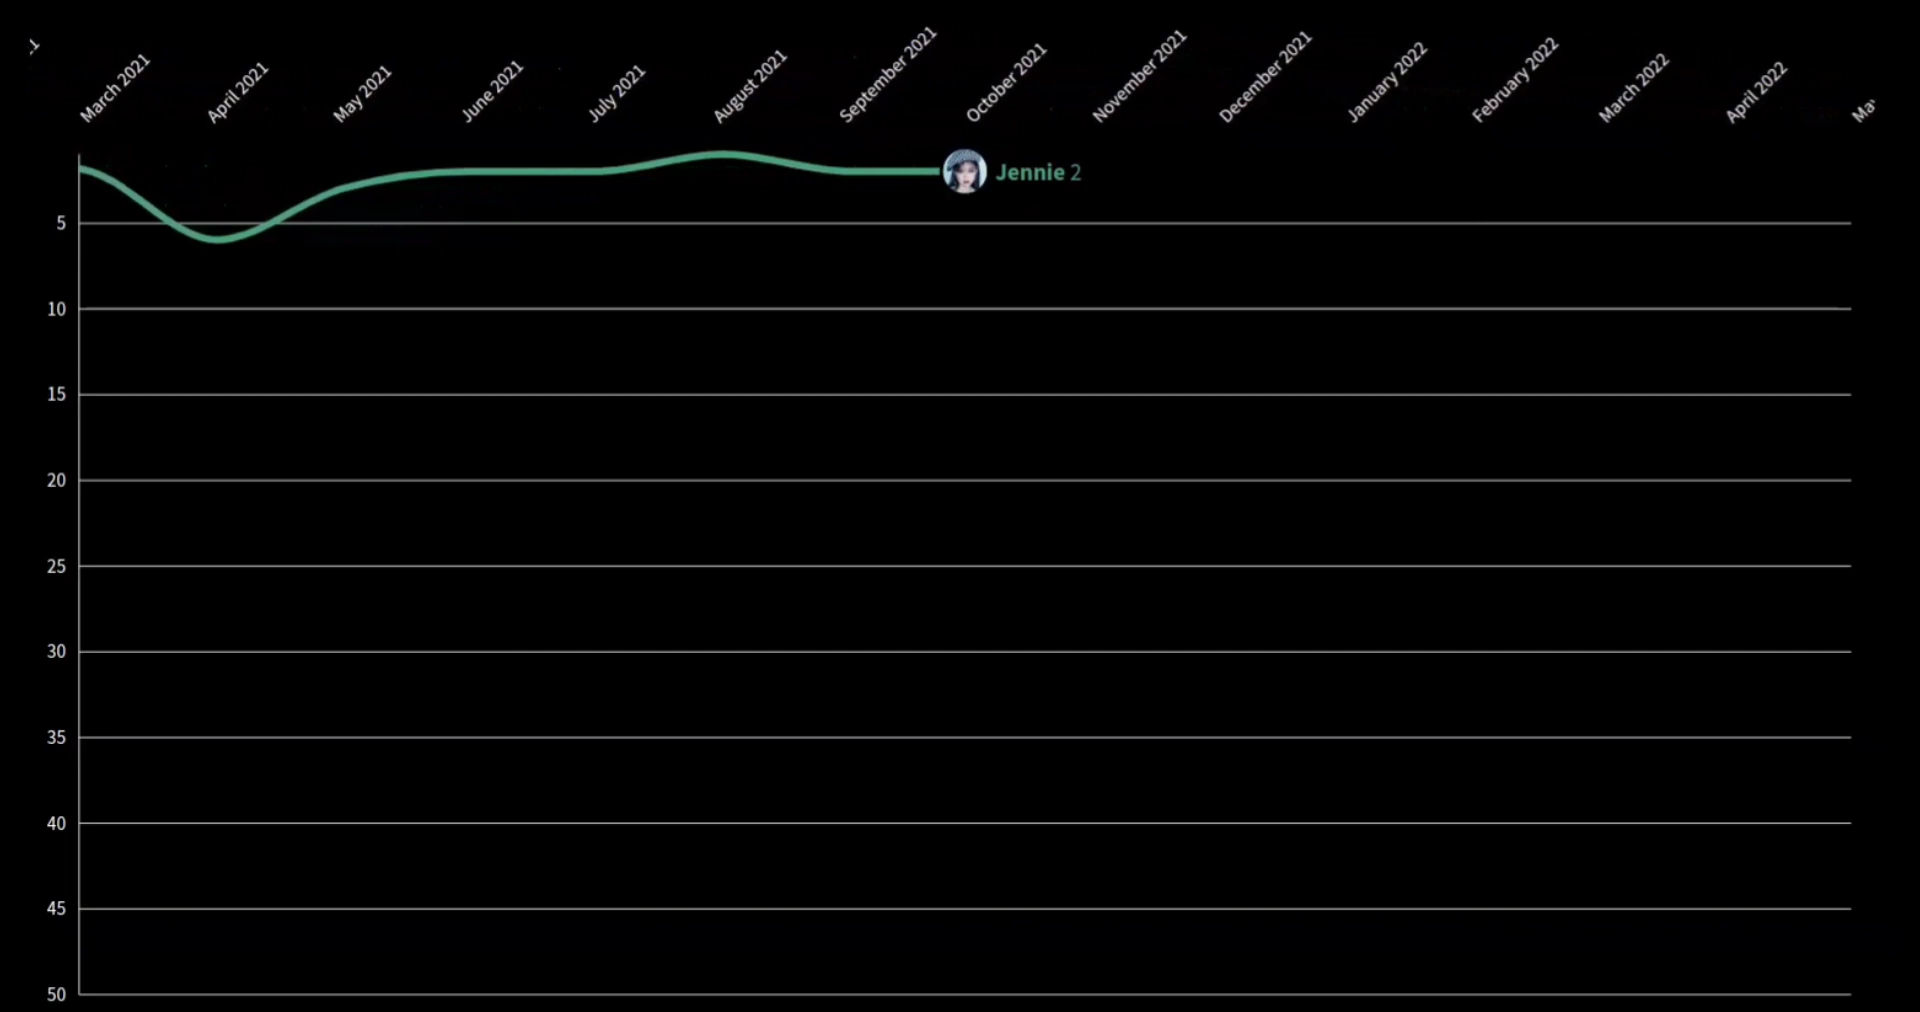 March 2021
April 2021
May 2021
June 2021
July 2021
August 2021
September 2021
October 2021
November 2021
December 2021
January 2022
February 2022
March 2022
April 2022
Jennie 2
5
10
15
20
25
30
35
40
45
50